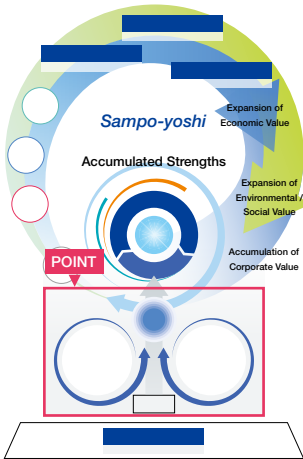 Sampo-yoshi
Accumulated Strengths
Expansion of
Economic Value
Expansion of
Environmental /
Social Value
Accumulation of
Corporate Value
POINT